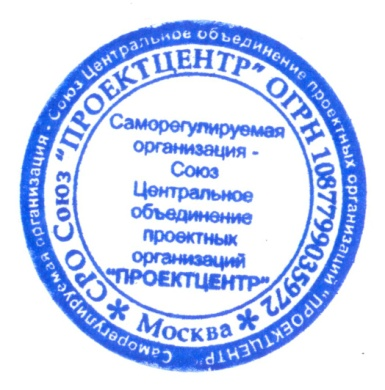 Саморегулируемая организация - Союз Центральное объединение проектных организаций "ПРОЕКТЦЕНТР"
СРО Союз "ПРОЕКТЦЕНТР" ОГРН 1087799035972
* Москва *
Саморегулируемая
организация -
Союз
Центральное
объединение
проектных
организаций
"ПРОЕКТЦЕНТР"